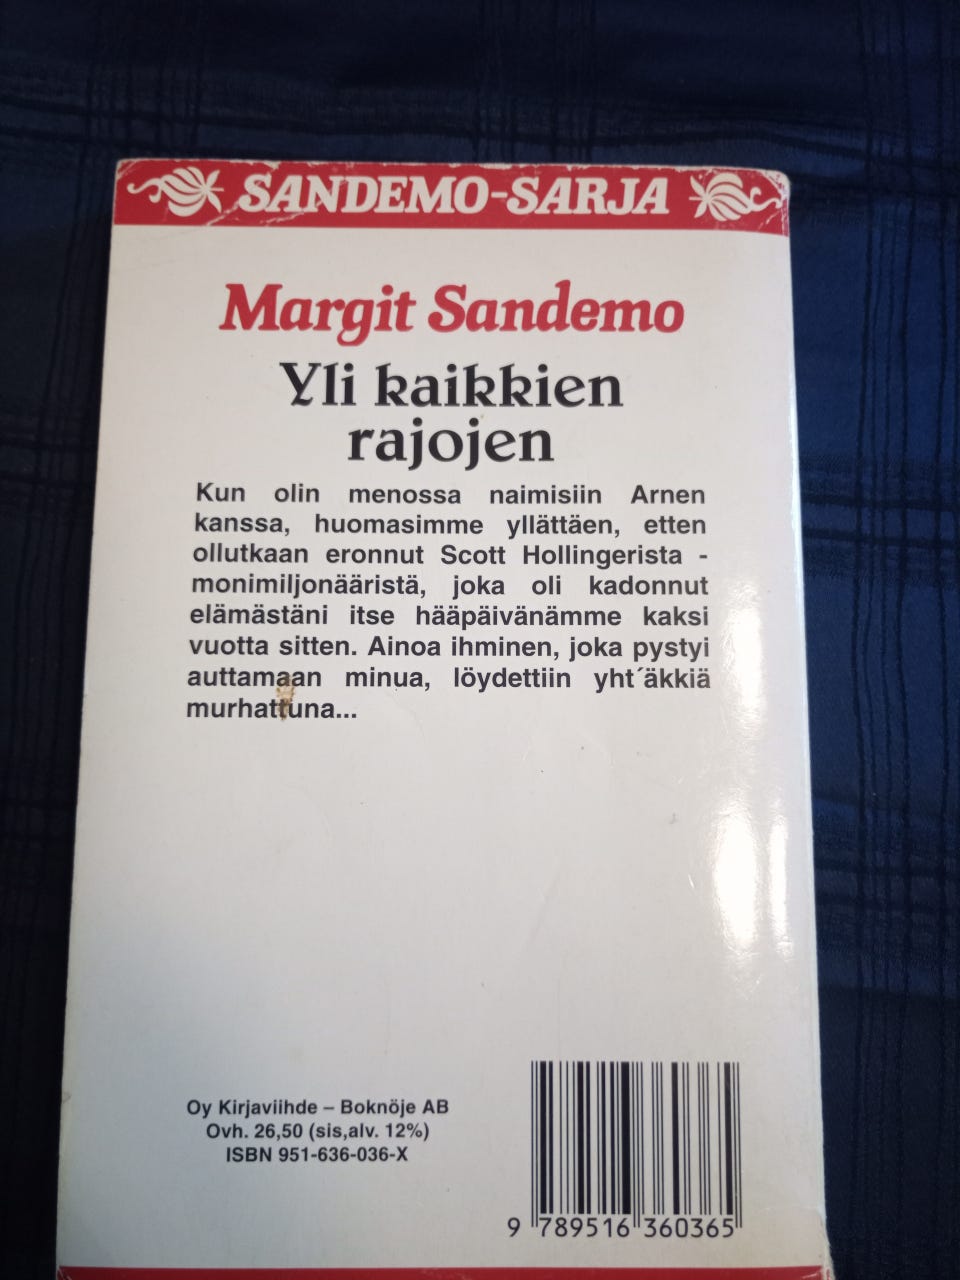 SANDEMO-SARJA
Margit Sandemo
Yli kaikkien
rajojen
Kun olin menossa naimisiin Arnen
kanssa, huomasimme yllättäen, etten
ollutkaan eronnut Scott Hollingerista -
monimiljonääristä, joka oli kadonnut
elämästäni itse hääpäivänämme kaksi
vuotta sitten. Ainoa ihminen, joka pystyi
auttamaan minua, löydettiin yht´äkkiä
murhattuna...
Oy Kirjaviihde – Boknöje AB
Ovh. 26,50 (sis,alv. 12%)
ISBN 951-636-036-X
9 789516 360365